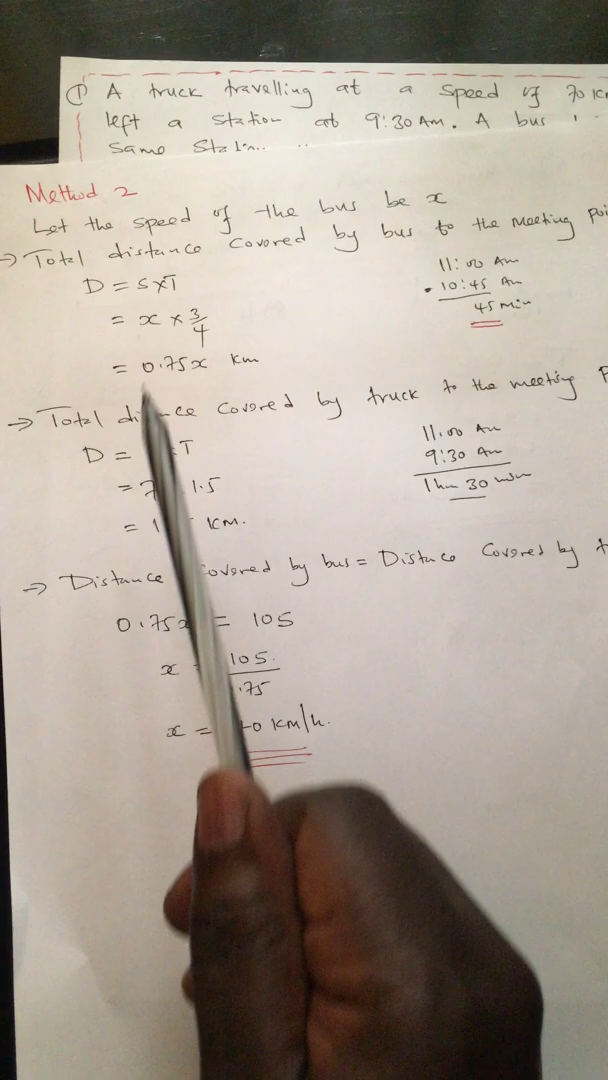 ① A truck travelling at a speed of 70 km
left a station at 9:30 Am. A bus
same
Method 2
Let the speed of the bus be x
→ Total distance covered by bus to the meeting
D = S×T
= x × 3/4
= 0.75x km
11:00 Am
10:45 Am
45 min
→ Total covered by truck to the meeting
D = T
= 1.5
= km.
11:00 Am
9:30 Am
1hr 30 min
→ Distance covered by bus = Distance covered by
0.75x = 105
x = 105
.75
x = 0 km/h.